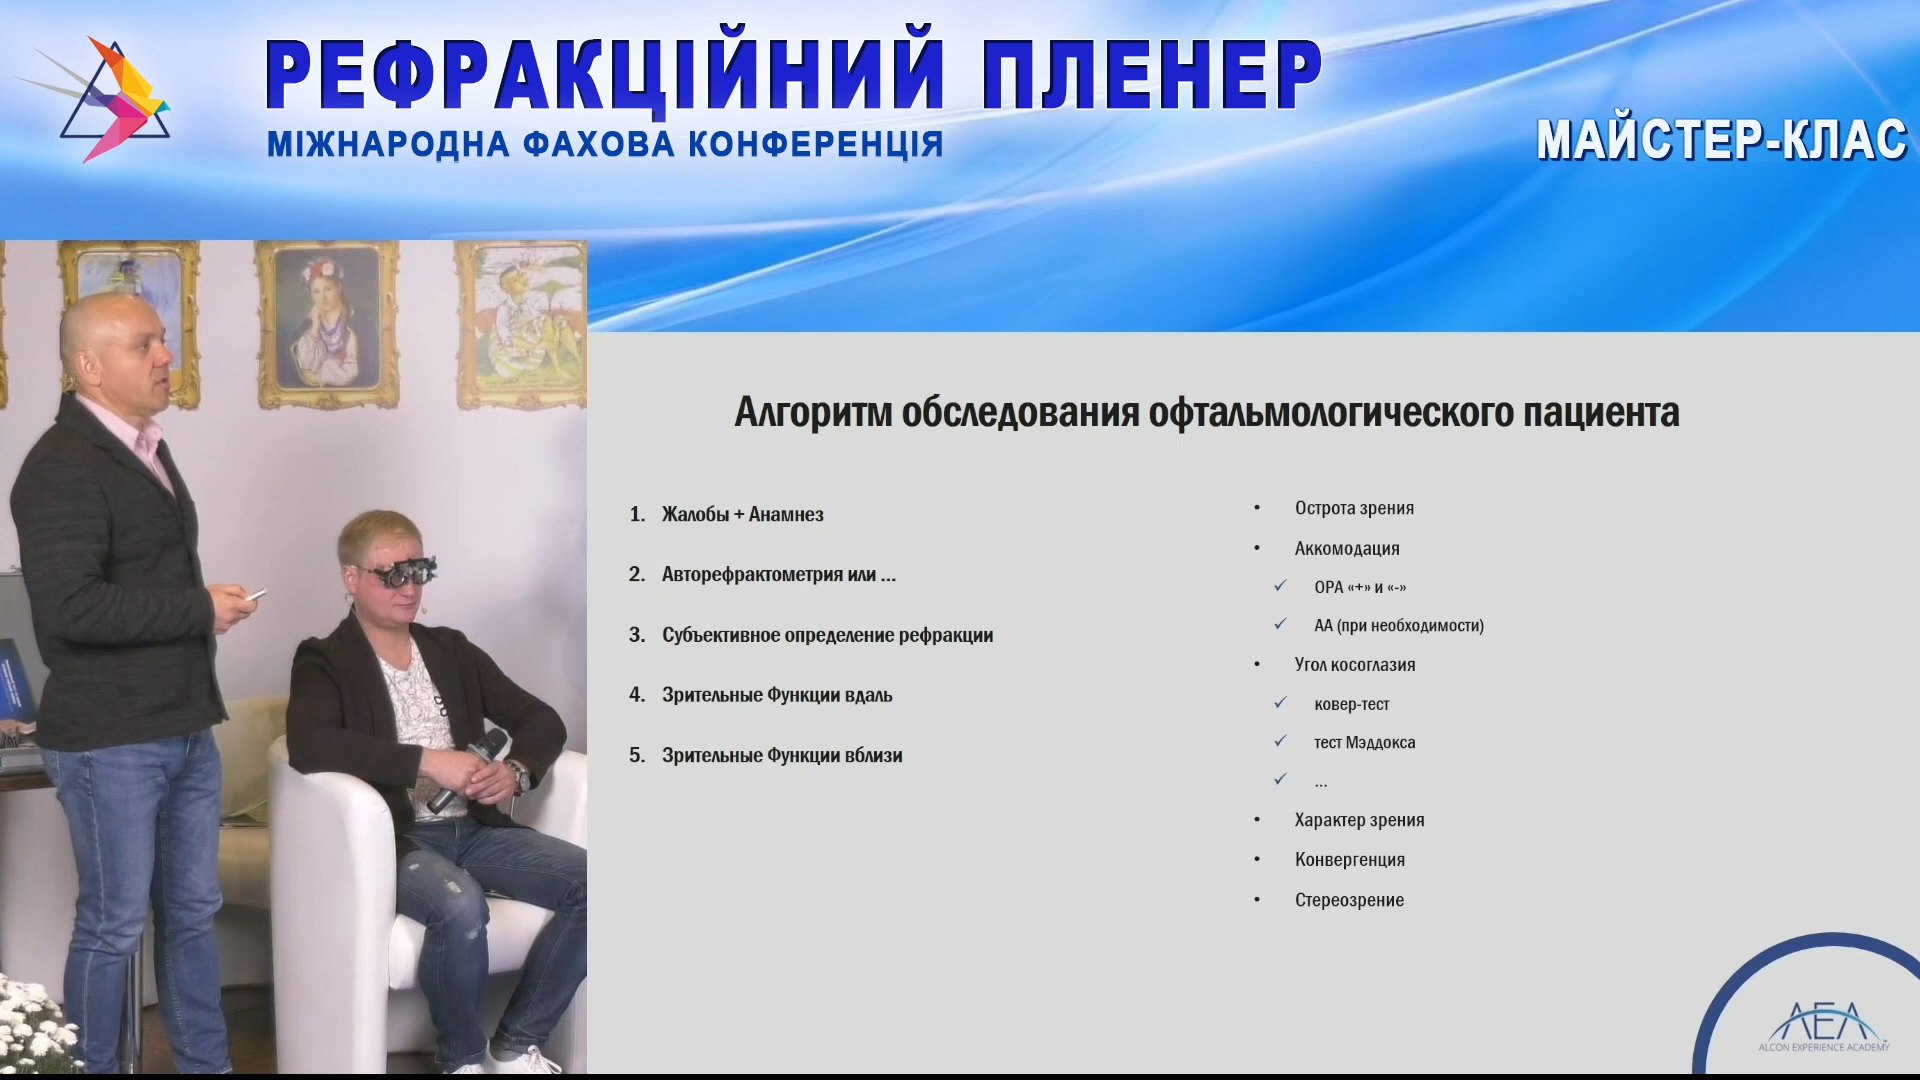 РЕФРАКЦІЙНИЙ ПЛЕНЕР
МІЖНАРОДНА ФАХОВА КОНФЕРЕНЦІЯ
МАЙСТЕР-КЛАС
Алгоритм обследования офтальмологического пациента
1. Жалобы + Анамнез
2. Авторефрактометрия или ...
3. Субъективное определение рефракции
4. Зрительные Функции вдаль
5. Зрительные Функции вблизи
• Острота зрения
• Аккомодация
✓ ОРА «+» и «-»
✓ АА (при необходимости)
• Угол косоглазия
✓ ковер-тест
✓ тест Мэддокса
✓ ...
• Характер зрения
• Конвергенция
• Стереозрение
AEA
ALCON EXPERIENCE ACADEMY